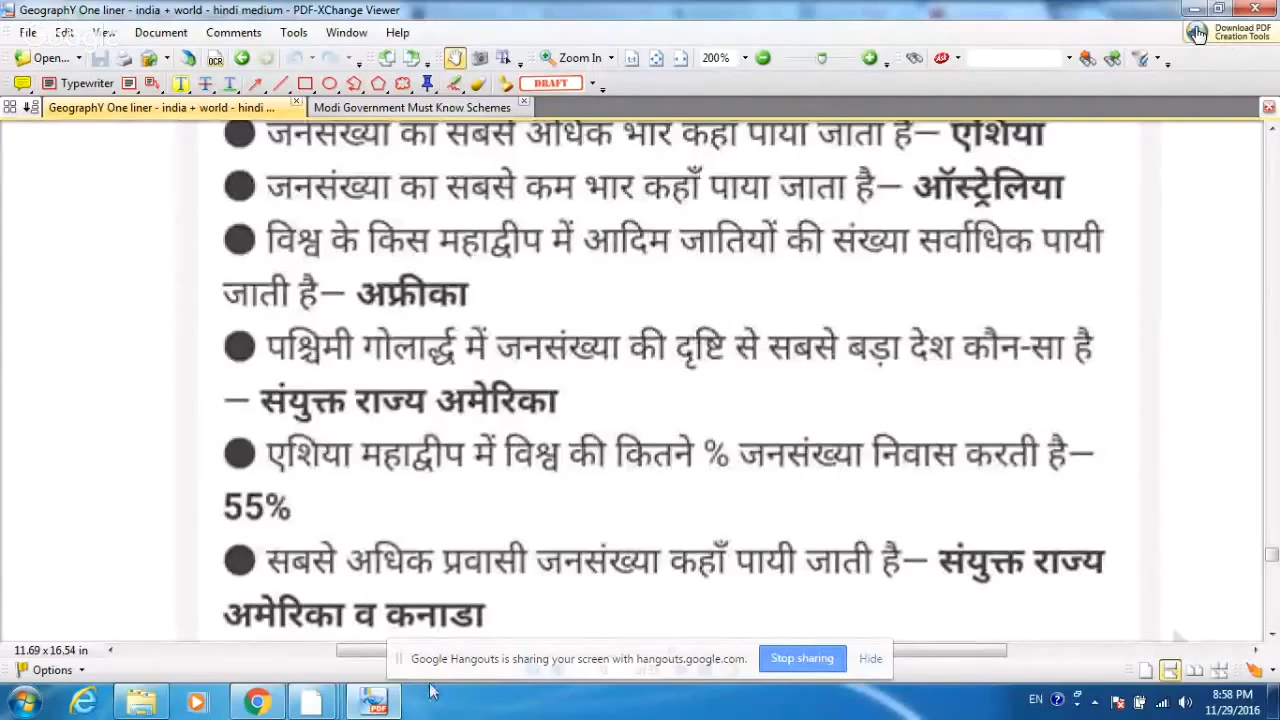 GeographY One liner - india + world - hindi medium - PDF-XChange Viewer
File Edit View Document Comments Tools Window Help
Download PDF
Creation Tools
Open... OCR Zoom In 200%
Typewriter T T T DRAFT
GeographY One liner - india + world - hindi ... Modi Government Must Know Schemes
● जनसंख्या का सबसे अधिक भार कहाँ पाया जाता है— एशिया
● जनसंख्या का सबसे कम भार कहाँ पाया जाता है— ऑस्ट्रेलिया
● विश्व के किस महाद्वीप में आदिम जातियों की संख्या सर्वाधिक पायी
जाती है— अफ्रीका
● पश्चिमी गोलार्द्ध में जनसंख्या की दृष्टि से सबसे बड़ा देश कौन-सा है
— संयुक्त राज्य अमेरिका
● एशिया महाद्वीप में विश्व की कितने % जनसंख्या निवास करती है—
55%
● सबसे अधिक प्रवासी जनसंख्या कहाँ पायी जाती है— संयुक्त राज्य
अमेरिका व कनाडा
11.69 x 16.54 in
Google Hangouts is sharing your screen with hangouts.google.com. Stop sharing Hide
Options
EN 8:58 PM
11/29/2016